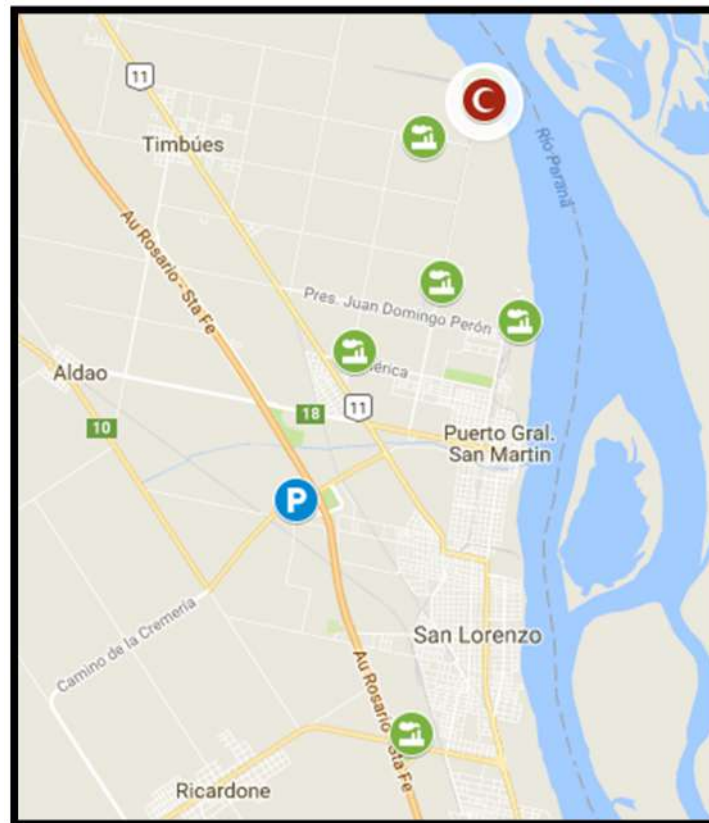 11
Timbúes
Río Paraná
Au Rosario - Sta Fe
Pres. Juan Domingo Perón
Aldao
18
11
10
Puerto Gral.
San Martin
P
Camino de la Cremería
San Lorenzo
Au Rosario - Sta Fe
Ricardone